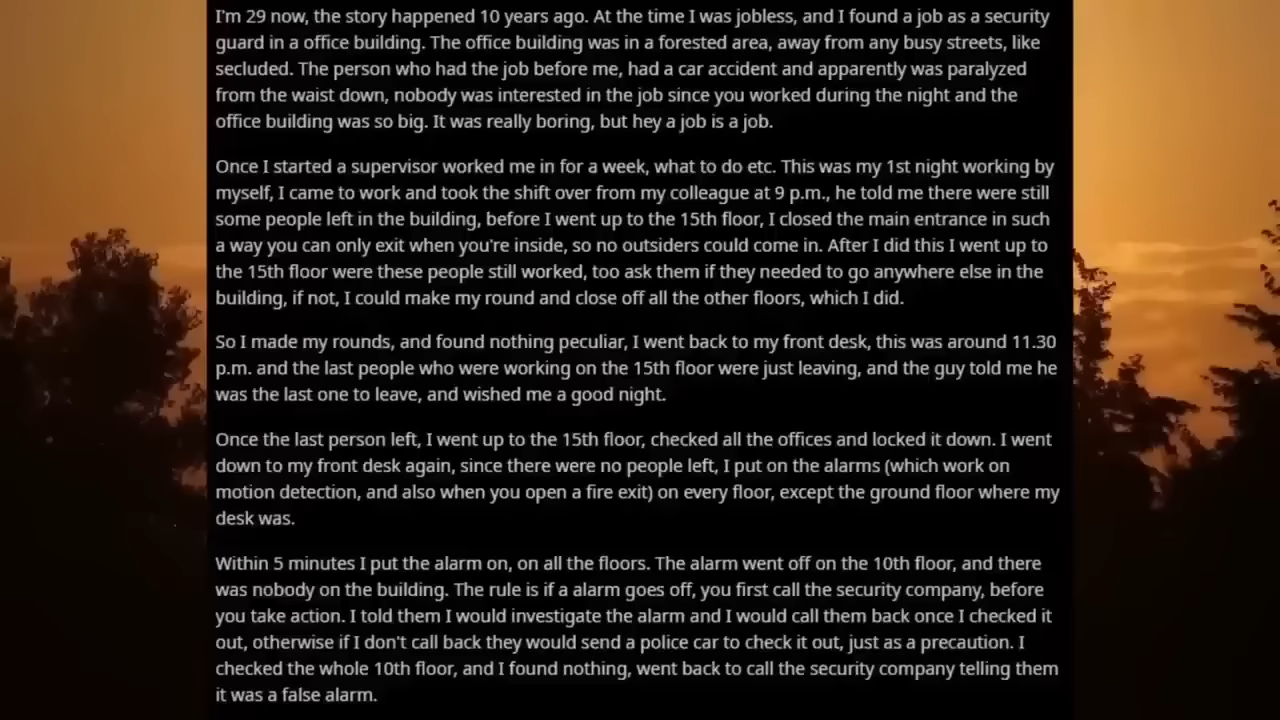 I'm 29 now, the story happened 10 years ago. At the time I was jobless, and I found a job as a security
guard in a office building. The office building was in a forested area, away from any busy streets, like
secluded. The person who had the job before me, had a car accident and apparently was paralyzed
from the waist down, nobody was interested in the job since you worked during the night and the
office building was so big. It was really boring, but hey a job is a job.
Once I started a supervisor worked me in for a week, what to do etc. This was my 1st night working by
myself, I came to work and took the shift over from my colleague at 9 p.m., he told me there were still
some people left in the building, before I went up to the 15th floor, I closed the main entrance in such
a way you can only exit when you're inside, so no outsiders could come in. After I did this I went up to
the 15th floor were these people still worked, too ask them if they needed to go anywhere else in the
building, if not, I could make my round and close off all the other floors, which I did.
So I made my rounds, and found nothing peculiar, I went back to my front desk, this was around 11.30
p.m. and the last people who were working on the 15th floor were just leaving, and the guy told me he
was the last one to leave, and wished me a good night.
Once the last person left, I went up to the 15th floor, checked all the offices and locked it down. I went
down to my front desk again, since there were no people left, I put on the alarms (which work on
motion detection, and also when you open a fire exit) on every floor, except the ground floor where my
desk was.
Within 5 minutes I put the alarm on, on all the floors. The alarm went off on the 10th floor, and there
was nobody on the building. The rule is if a alarm goes off, you first call the security company, before
you take action. I told them I would investigate the alarm and I would call them back once I checked it
out, otherwise if I don't call back they would send a police car to check it out, just as a precaution. I
checked the whole 10th floor, and I found nothing, went back to call the security company telling them
it was a false alarm.